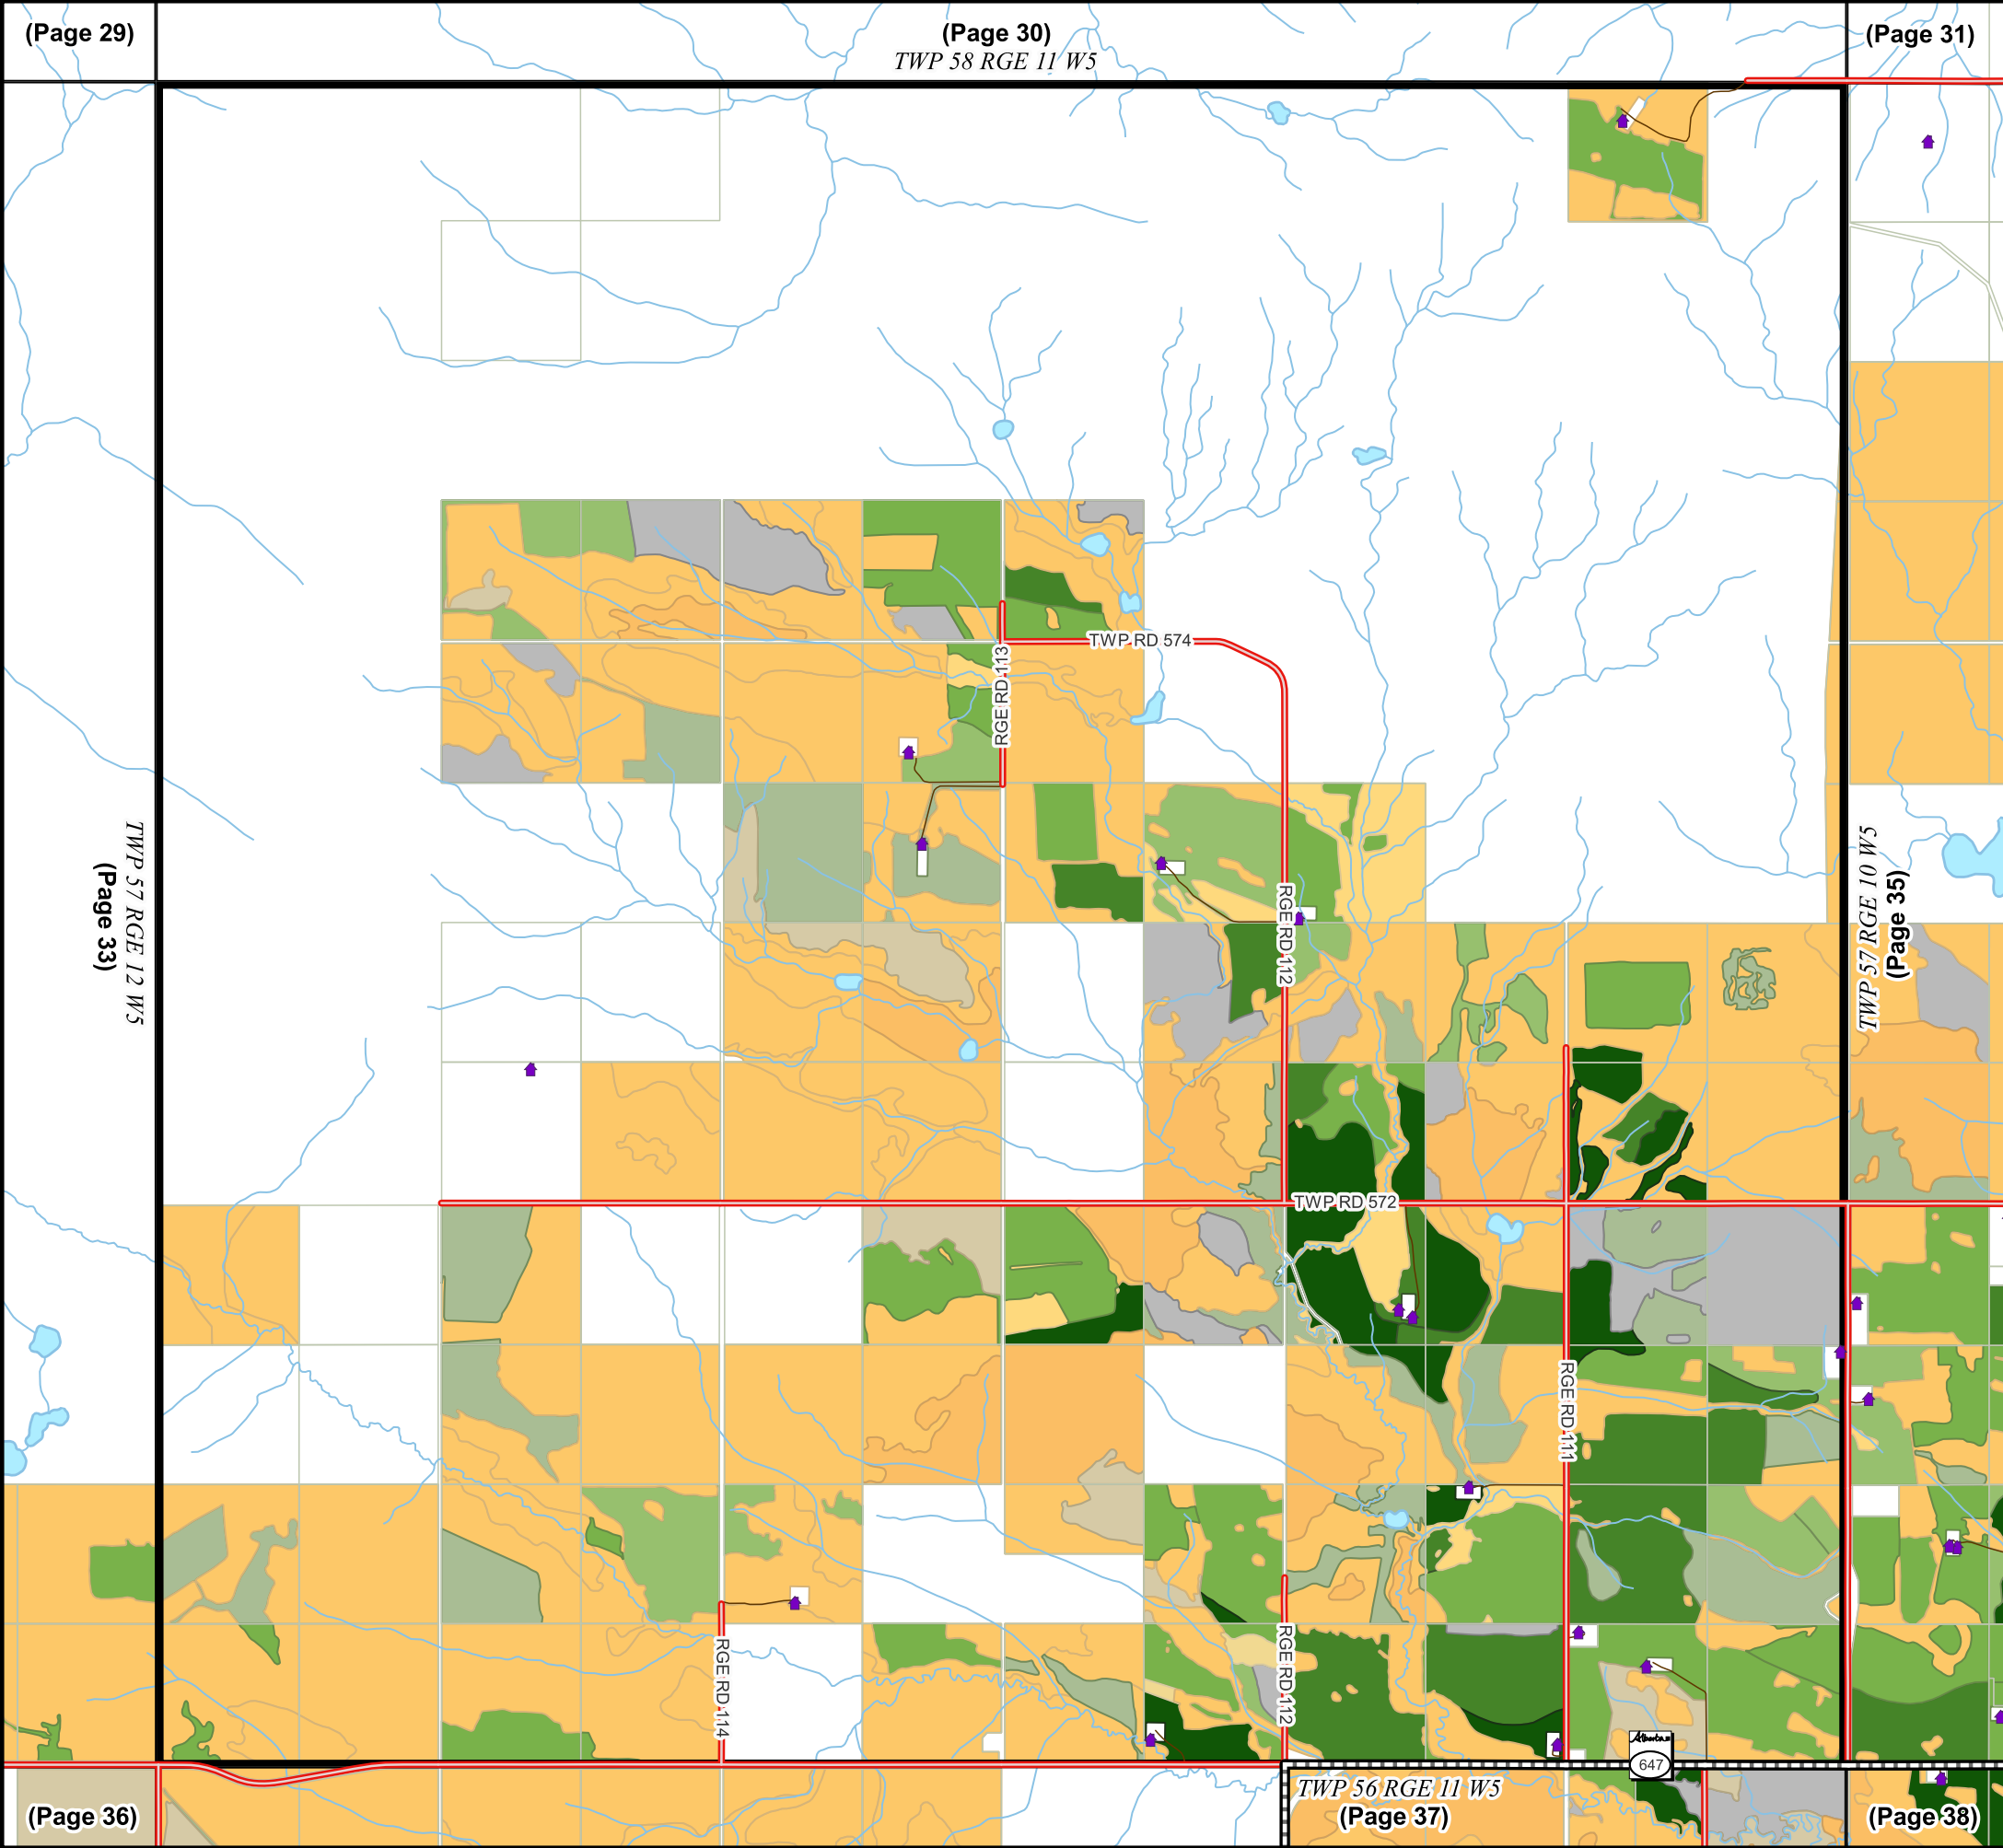 (Page 29)
(Page 30)
TWP 58 RGE 11 W5
(Page 31)
TWP RD 574
RGE RD 113
TWP 57 RGE 12 W5
(Page 33)
RGE RD 112
TWP 57 RGE 10 W5
(Page 35)
TWP RD 572
RGE RD 111
RGE RD 114
RGE RD 112
Alberta
647
(Page 36)
TWP 56 RGE 11 W5
(Page 37)
(Page 38)